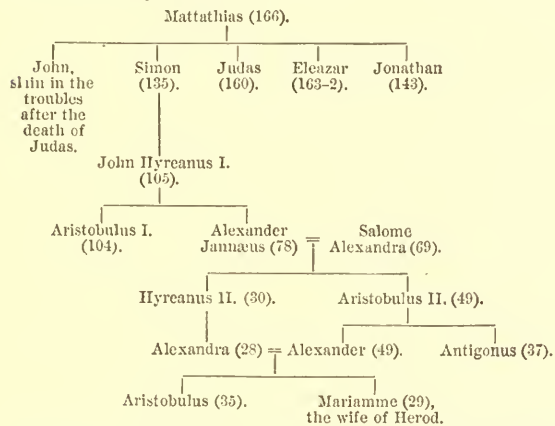 Mattathias (166).
John, Simon Judas Eleazar Jonathan
slain in the (135). (160). (163-2). (143).
troubles
after the
death of
Judas.
John Hyrcanus I.
(105).
Aristobulus I. Alexander = Salome
(104). Jannæus (78) Alexandra (69).
Hyrcanus II. (30). Aristobulus II. (49).
Alexandra (28) = Alexander (49). Antigonus (37).
Aristobulus (35). Mariamme (29),
the wife of Herod.